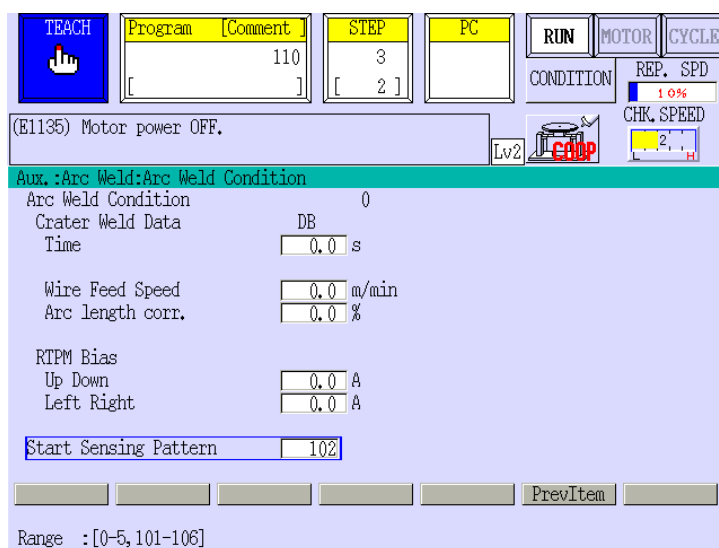 TEACH
Program [Comment ]
110
[ ]
STEP
3
[ 2 ]
PC
RUN MOTOR CYCLE
CONDITION
REP. SPD
10%
(E1135) Motor power OFF.
Lv2
COOP
CHK.SPEED
2
L H
Aux.:Arc Weld:Arc Weld Condition
Arc Weld Condition 0
Crater Weld Data DB
Time 0.0 s
Wire Feed Speed 0.0 m/min
Arc length corr. 0.0 %
RTPM Bias
Up Down 0.0 A
Left Right 0.0 A
Start Sensing Pattern 102
PrevItem
Range :[0-5,101-106]